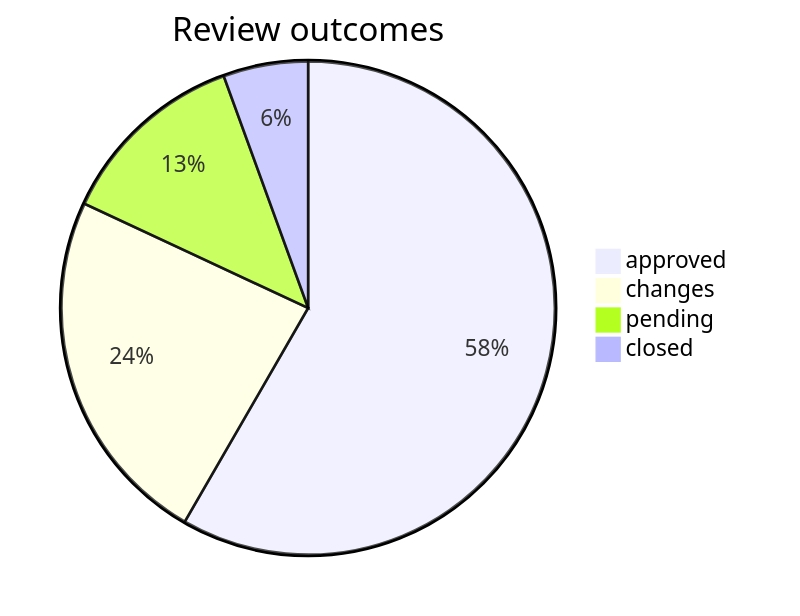 Review outcomes
6%
13%
24%
58%
approved
changes
pending
closed